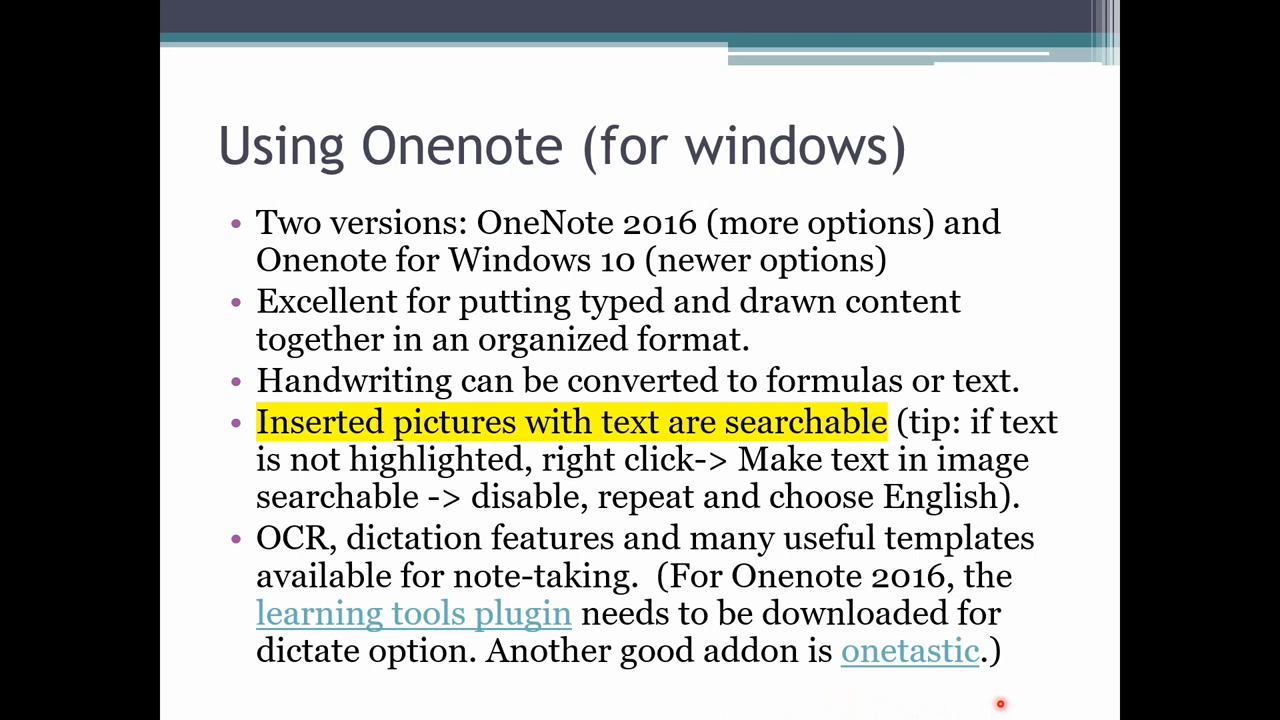 Using Onenote (for windows)
• Two versions: OneNote 2016 (more options) and
Onenote for Windows 10 (newer options)
• Excellent for putting typed and drawn content
together in an organized format.
• Handwriting can be converted to formulas or text.
• Inserted pictures with text are searchable (tip: if text
is not highlighted, right click-> Make text in image
searchable -> disable, repeat and choose English).
• OCR, dictation features and many useful templates
available for note-taking.  (For Onenote 2016, the
learning tools plugin needs to be downloaded for
dictate option. Another good addon is onetastic.)